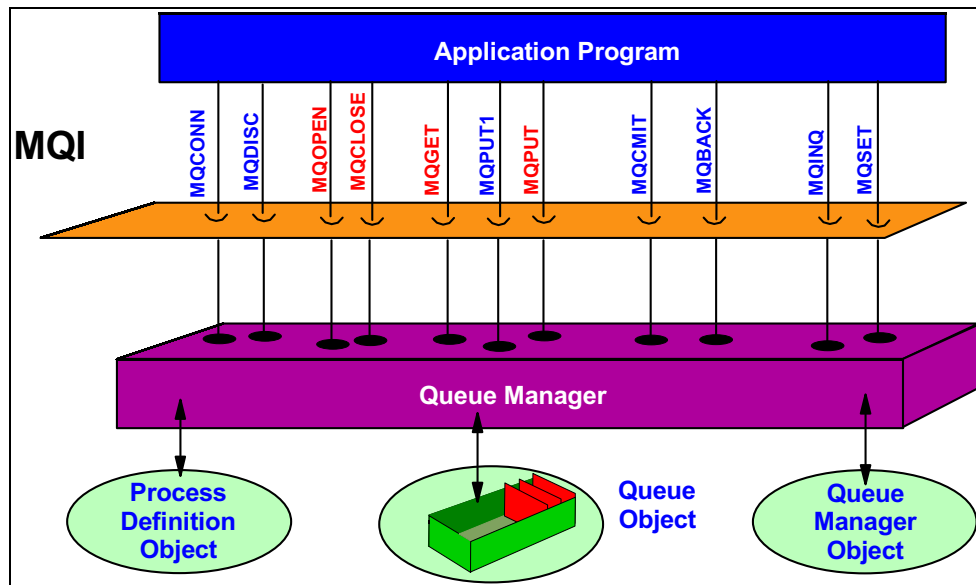 Application Program
MQI
MQCONN
MQDISC
MQOPEN
MQCLOSE
MQGET
MQPUT1
MQPUT
MQCMIT
MQBACK
MQINQ
MQSET
Queue Manager
Process
Definition
Object
Queue
Object
Queue
Manager
Object